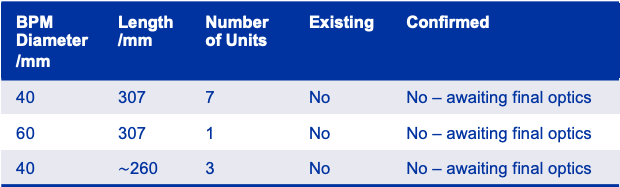 BPM Diameter /mm Length /mm Number of Units Existing Confirmed
40 307 7 No No – awaiting final optics
60 307 1 No No – awaiting final optics
40 ~260 3 No No – awaiting final optics